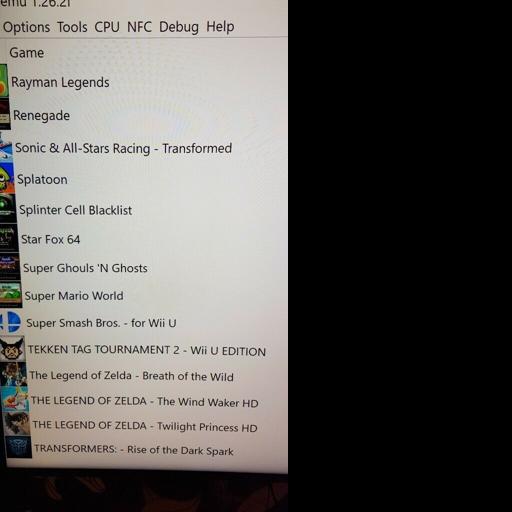 emu 1.26.2f
Options Tools CPU NFC Debug Help
Game
Rayman Legends
Renegade
Sonic & All-Stars Racing - Transformed
Splatoon
Splinter Cell Blacklist
Star Fox 64
Super Ghouls 'N Ghosts
Super Mario World
Super Smash Bros. - for Wii U
TEKKEN TAG TOURNAMENT 2 - Wii U EDITION
The Legend of Zelda - Breath of the Wild
THE LEGEND OF ZELDA - The Wind Waker HD
THE LEGEND OF ZELDA - Twilight Princess HD
TRANSFORMERS: - Rise of the Dark Spark